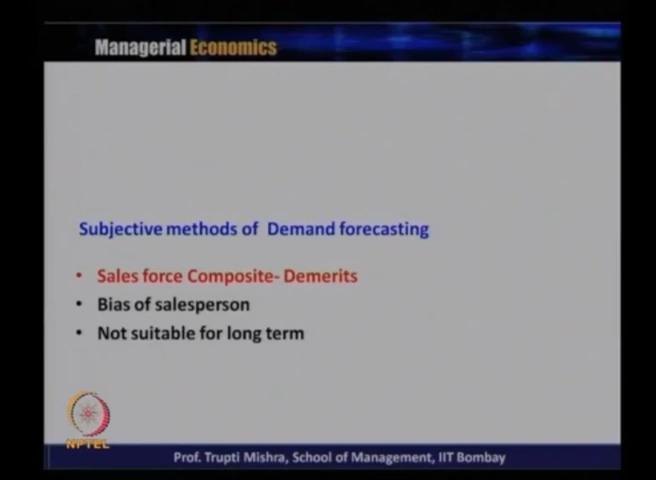 Managerial Economics
Subjective methods of Demand forecasting
• Sales force Composite- Demerits
• Bias of salesperson
• Not suitable for long term
NPTEL
Prof. Trupti Mishra, School of Management, IIT Bombay